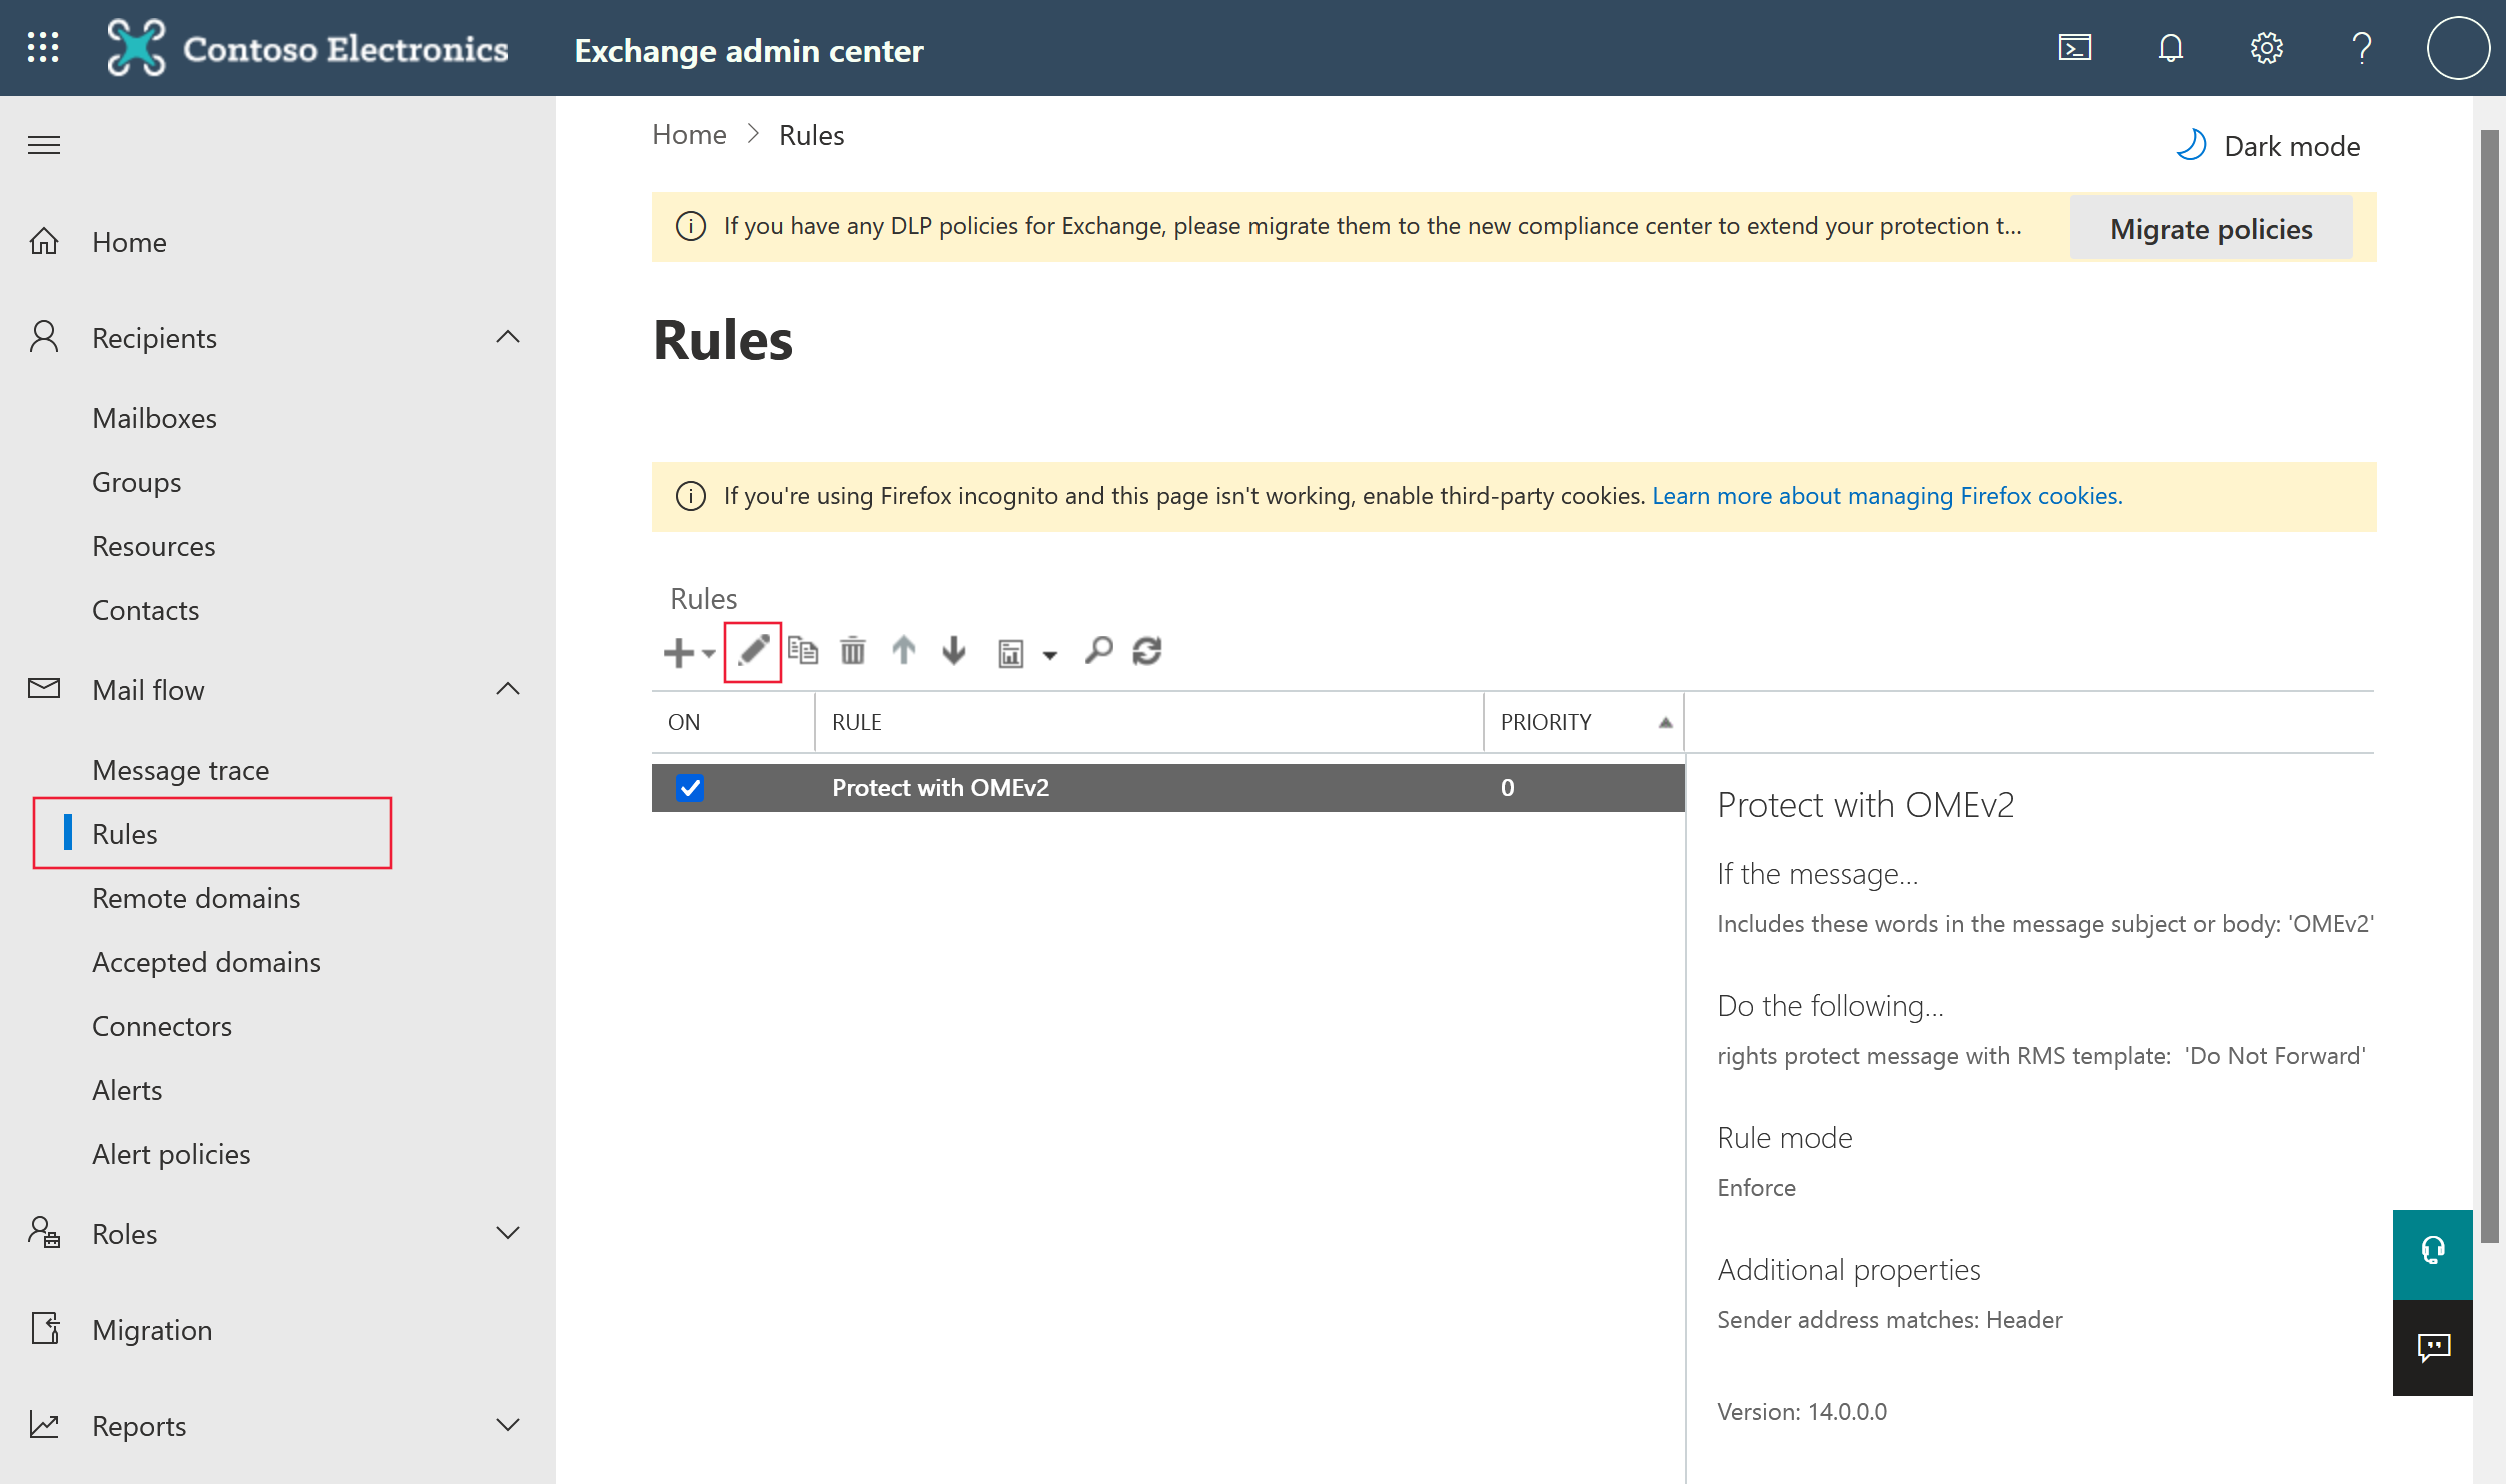 Contoso Electronics
Exchange admin center
Home
Recipients
Mailboxes
Groups
Resources
Contacts
Mail flow
Message trace
Rules
Remote domains
Accepted domains
Connectors
Alerts
Alert policies
Roles
Migration
Reports
Home > Rules
Dark mode
If you have any DLP policies for Exchange, please migrate them to the new compliance center to extend your protection t...
Migrate policies
Rules
If you're using Firefox incognito and this page isn't working, enable third-party cookies. Learn more about managing Firefox cookies.
Rules
ON RULE PRIORITY
Protect with OMEv2 0
Protect with OMEv2
If the message...
Includes these words in the message subject or body: 'OMEv2'
Do the following...
rights protect message with RMS template: 'Do Not Forward'
Rule mode
Enforce
Additional properties
Sender address matches: Header
Version: 14.0.0.0